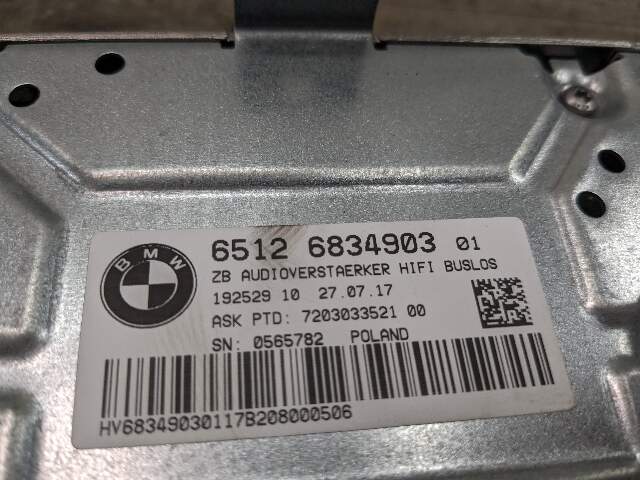 BMW
6512 6834903 01
ZB AUDIOVERSTAERKER HIFI BUSLOS
192529 10 27.07.17
ASK PTD: 7203033521 00
SN: 0565782 POLAND
HV68349030117B208000506